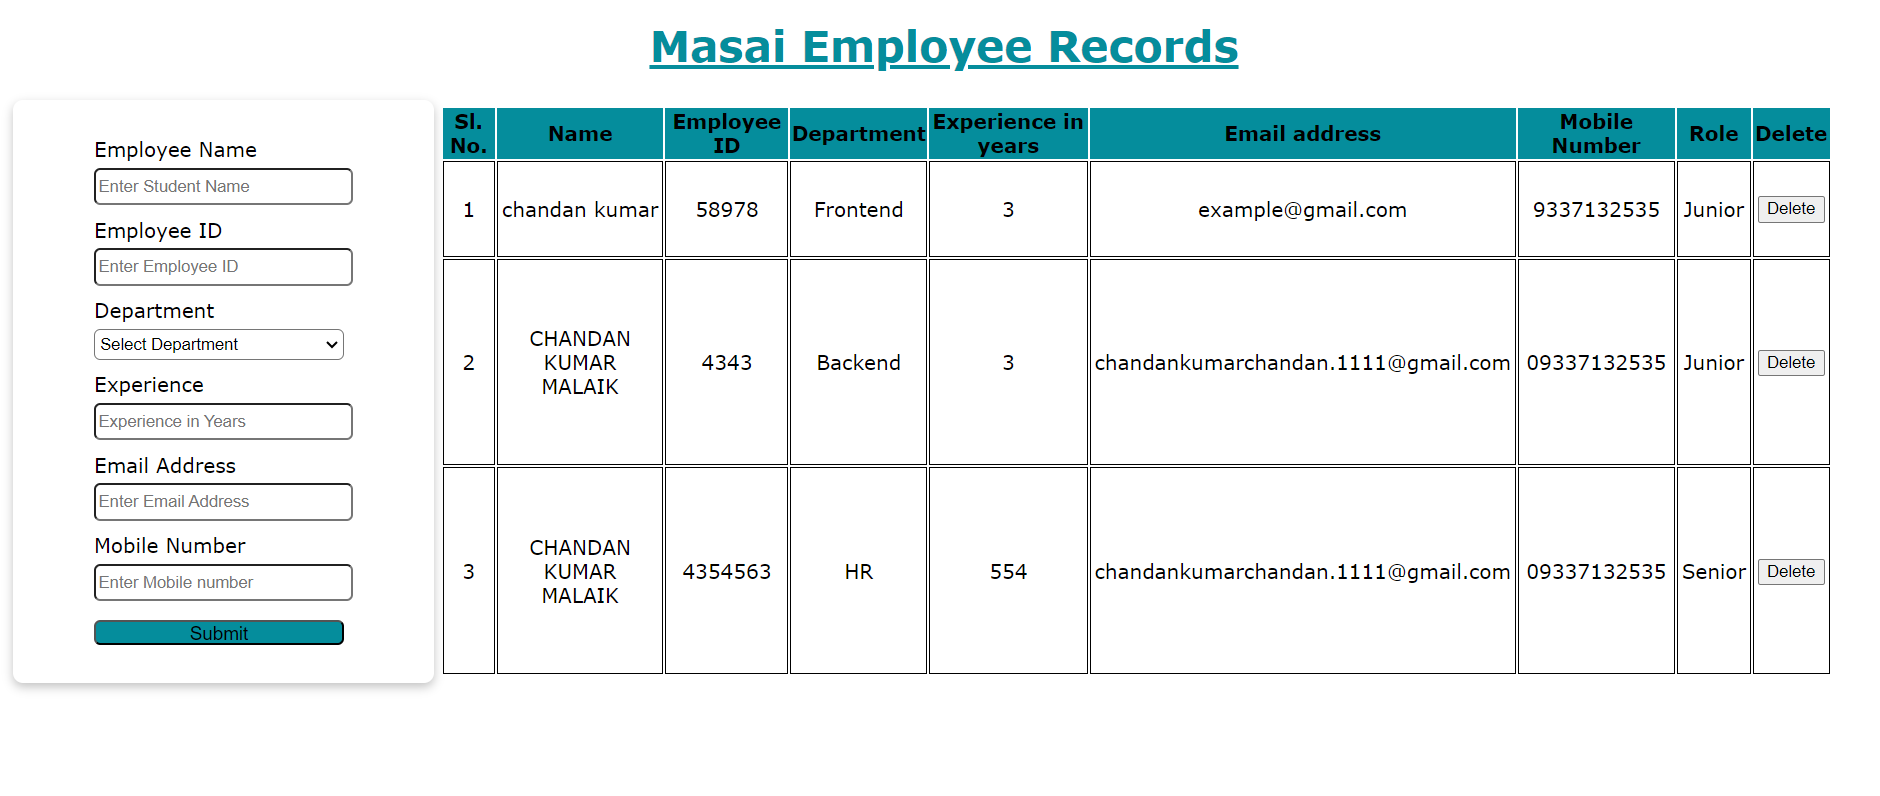 Masai Employee Records
Employee Name
Enter Student Name
Employee ID
Enter Employee ID
Department
Select Department
Experience
Experience in Years
Email Address
Enter Email Address
Mobile Number
Enter Mobile number
Submit
Sl. No. Name Employee ID Department Experience in years Email address Mobile Number Role Delete
1 chandan kumar 58978 Frontend 3 example@gmail.com 9337132535 Junior Delete
2 CHANDAN KUMAR MALAIK 4343 Backend 3 chandankumarchandan.1111@gmail.com 09337132535 Junior Delete
3 CHANDAN KUMAR MALAIK 4354563 HR 554 chandankumarchandan.1111@gmail.com 09337132535 Senior Delete